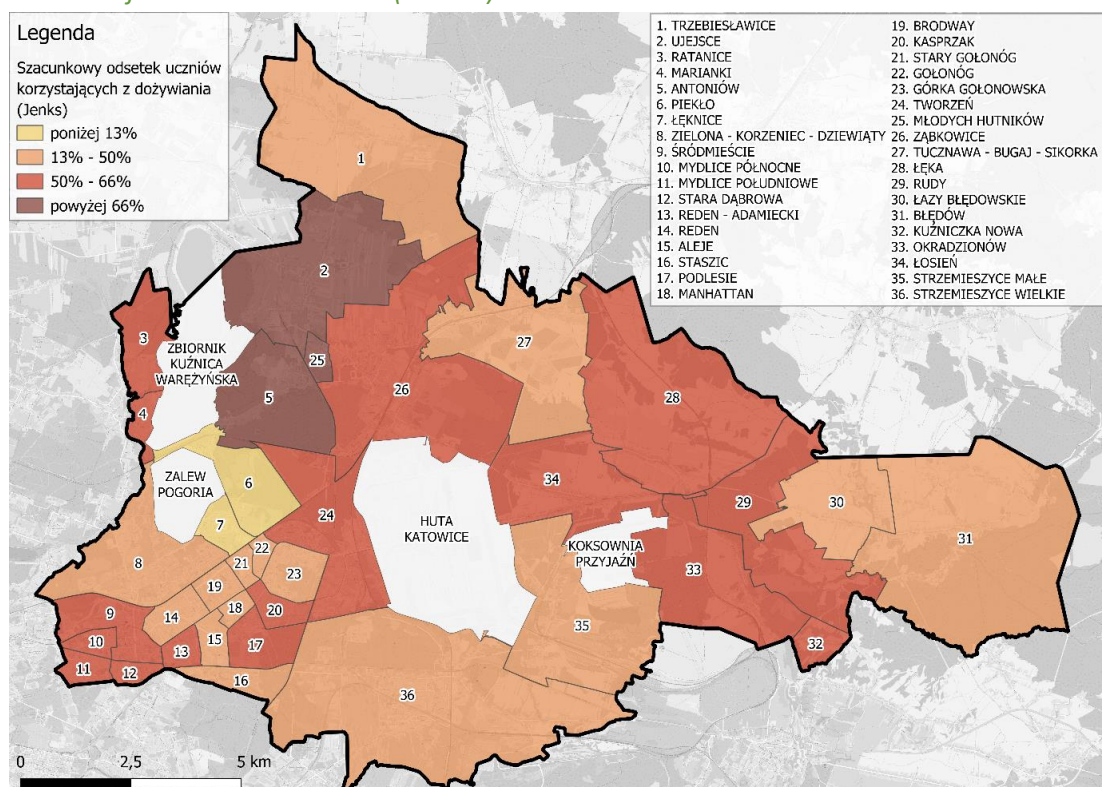 Legenda
Szacunkowy odsetek uczniów
korzystających z dożywiania
(Jenks)
poniżej 13%
13% - 50%
50% - 66%
powyżej 66%
1. TRZEBIESŁAWICE
2. UJEJSCE
3. RATANICE
4. MARIANKI
5. ANTONIÓW
6. PIEKŁO
7. ŁĘKNICE
8. ZIELONA - KORZENIEC - DZIEWIĄTY
9. ŚRÓDMIEŚCIE
10. MYDLICE PÓŁNOCNE
11. MYDLICE POŁUDNIOWE
12. STARA DĄBROWA
13. REDEN - ADAMIECKI
14. REDEN
15. ALEJE
16. STASZIC
17. PODLESIE
18. MANHATTAN
19. BRODWAY
20. KASPRZAK
21. STARY GOŁONÓG
22. GOŁONÓG
23. GÓRKA GOŁONOWSKA
24. TWORZEŃ
25. MŁODYCH HUTNIKÓW
26. ZĄBKOWICE
27. TUCZNAWA - BUGAJ - SIKORKA
28. ŁĘKA
29. RUDY
30. ŁAZY BŁĘDOWSKIE
31. BŁĘDÓW
32. KUŹNICZKA NOWA
33. OKRADZIONÓW
34. ŁOSIEŃ
35. STRZEMIESZYCE MAŁE
36. STRZEMIESZYCE WIELKIE
1
2
3
ZBIORNIK
KUŹNICA
WARĘŻYŃSKA
25
27
4
5
26
28
ZALEW
POGORIA
6
34
29
30
7
24
HUTA
KATOWICE
KOKSOWNIA
PRZYJAŹŃ
31
8
22
21
23
33
19
9
14
18
20
10
13
15
17
35
32
11
12
16
36
0
2,5
5 km